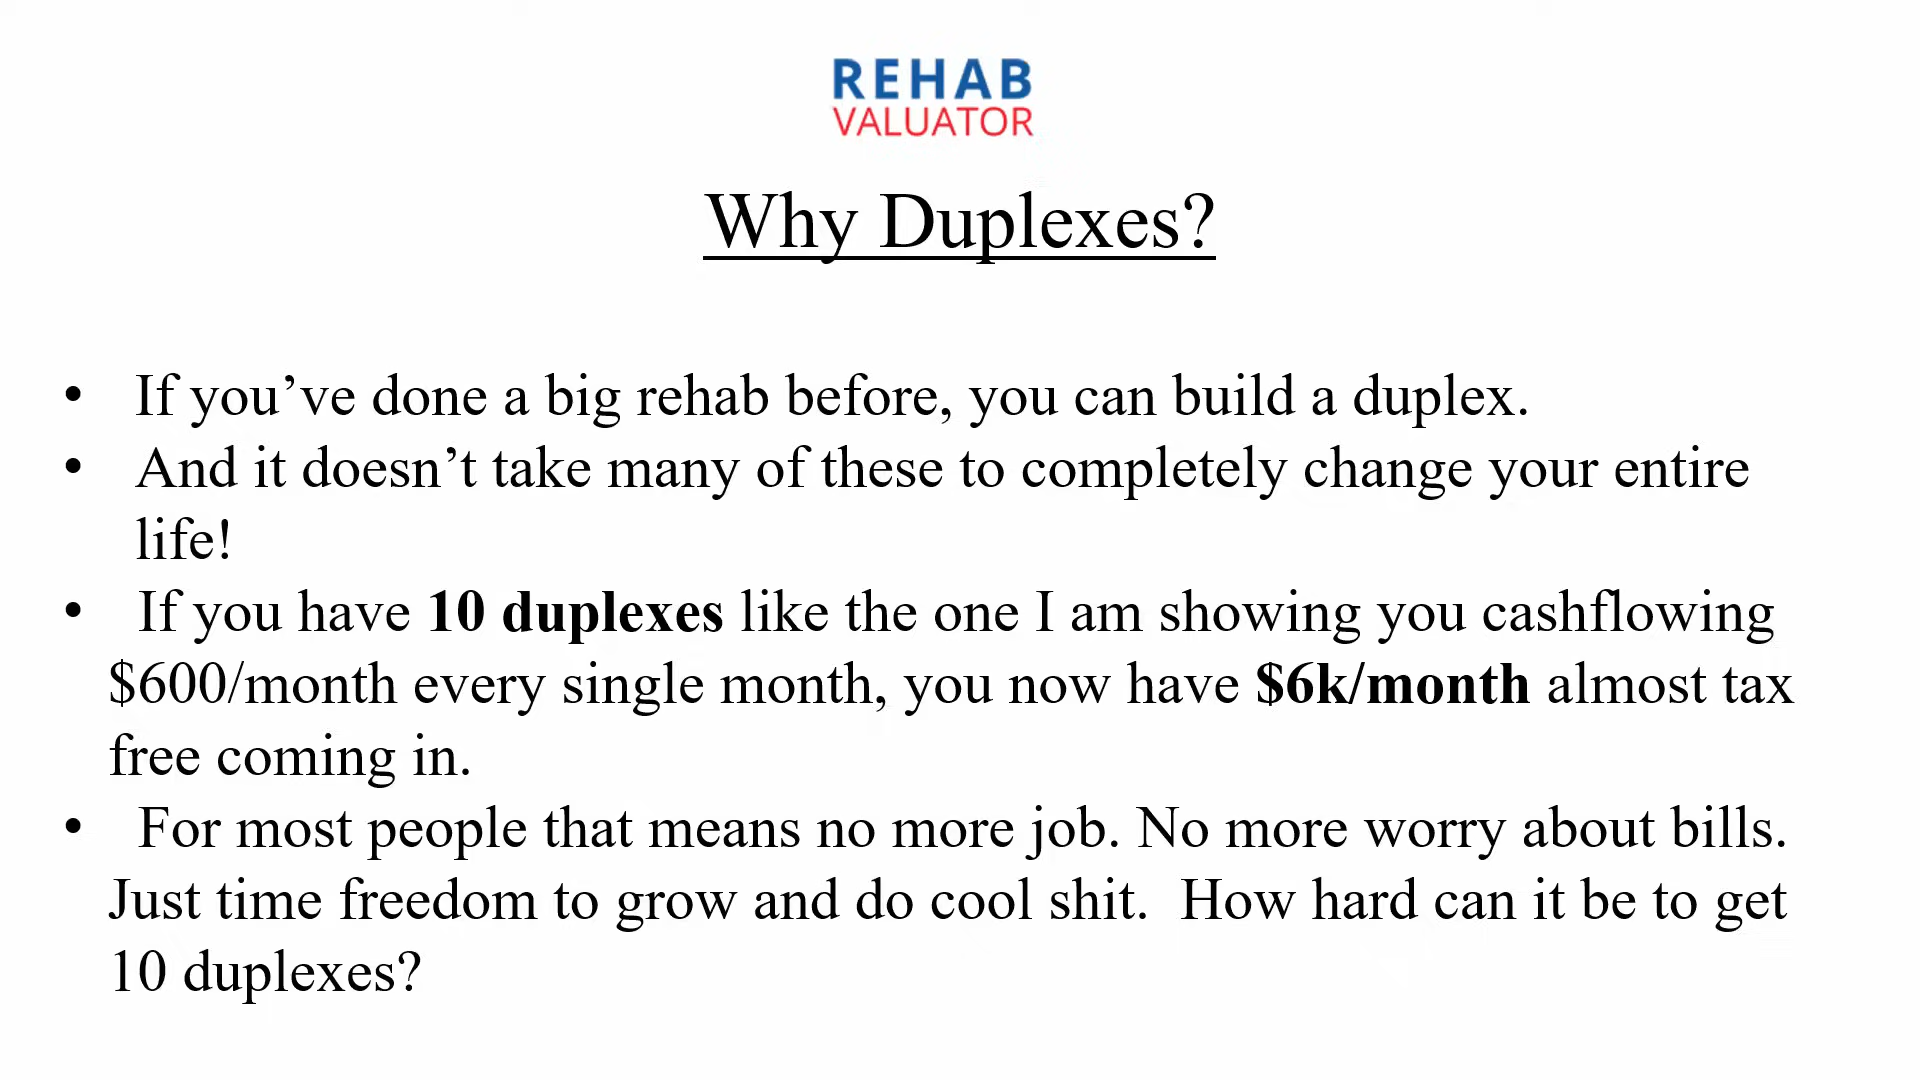 REHAB
VALUATOR
Why Duplexes?
• If you’ve done a big rehab before, you can build a duplex.
• And it doesn’t take many of these to completely change your entire
life!
• If you have 10 duplexes like the one I am showing you cashflowing
$600/month every single month, you now have $6k/month almost tax
free coming in.
• For most people that means no more job. No more worry about bills.
Just time freedom to grow and do cool shit.  How hard can it be to get
10 duplexes?